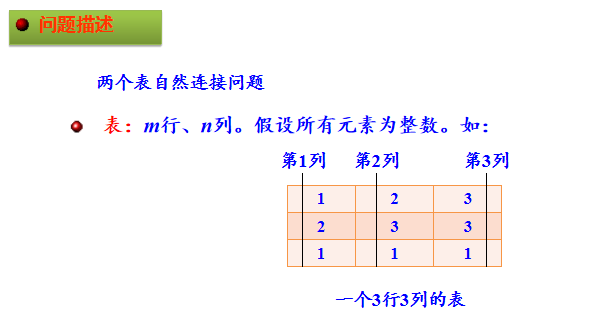 问题描述
两个表自然连接问题
表：m行、n列。假设所有元素为整数。如：
第1列 第2列 第3列
1 2 3
2 3 3
1 1 1
一个3行3列的表